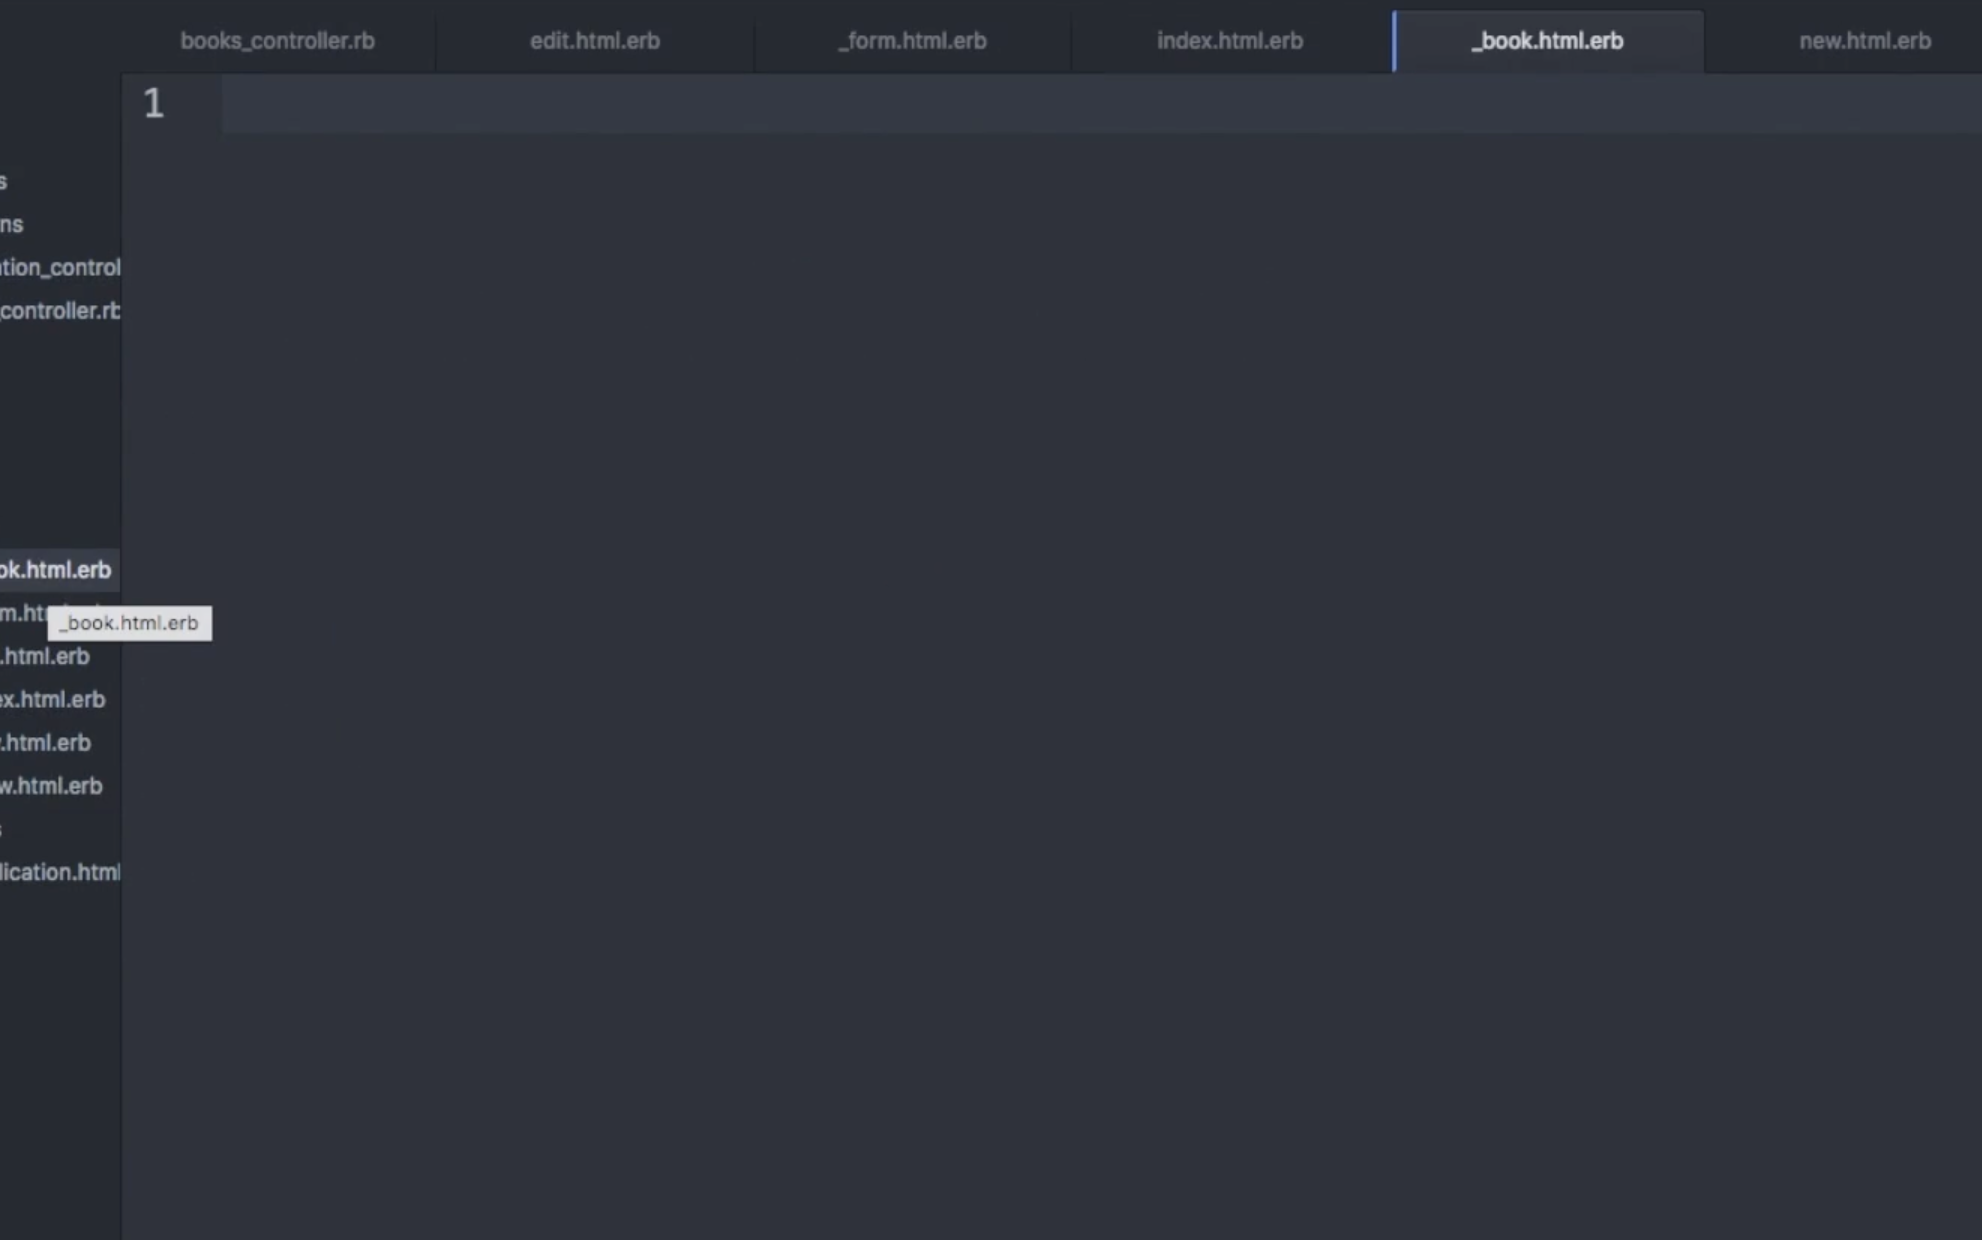 books_controller.rb edit.html.erb _form.html.erb index.html.erb _book.html.erb new.html.erb
1
s
ns
tion_control
controller.rb
ok.html.erb
m.ht
_book.html.erb
.html.erb
ex.html.erb
.html.erb
w.html.erb
s
lication.html